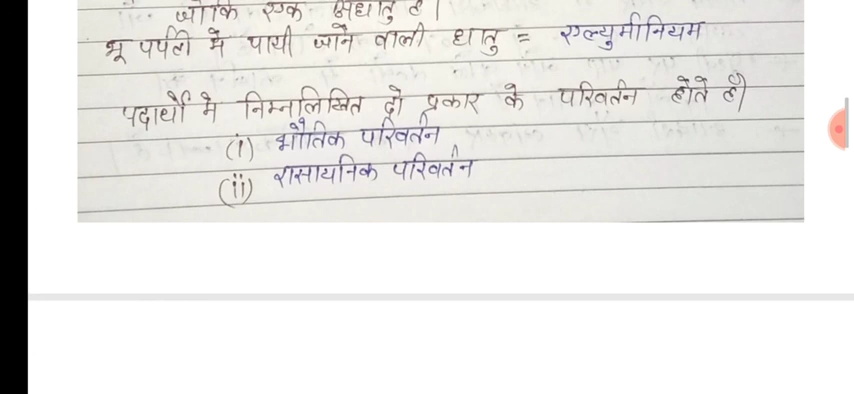 जोकि एक अधातु है।
भू पर्पटी में पायी जाने वाली धातु = एल्युमीनियम
पदार्थों मे निम्नलिखित दो प्रकार के परिवर्तन होते हैं।
(i) भौतिक परिवर्तन
(ii) रासायनिक परिवर्तन